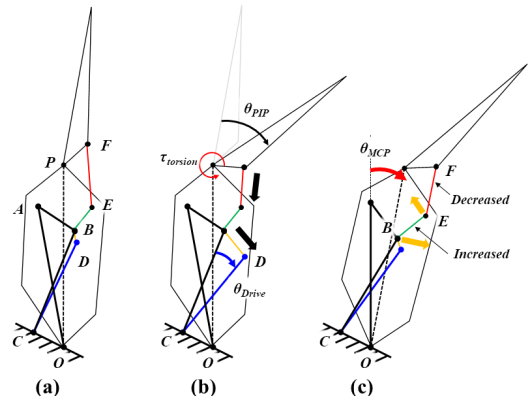 P
F
A
E
B
D
C
O
(a)
θPIP
τtorsion
D
θDrive
C
O
(b)
θMCP
F
Decreased
E
B
Increased
C
O
(c)